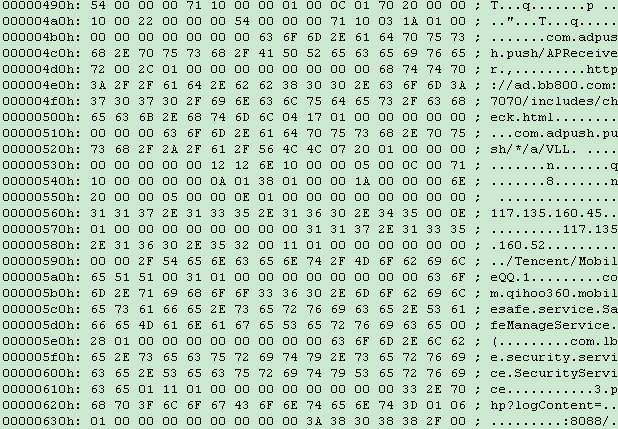 00000490h: 54 00 00 00 71 10 00 00 01 00 0C 01 70 20 00 00 ; T...q.......p ..
000004a0h: 10 00 22 00 00 00 54 00 00 00 71 10 03 1A 01 00 ; .."...T...q.....
000004b0h: 00 00 00 00 00 00 63 6F 6D 2E 61 64 70 75 73 ; .........com.adpus
000004c0h: 68 2E 70 75 73 68 2F 41 50 52 65 63 65 69 76 65 ; h.push/APReceive
000004d0h: 72 00 2C 01 00 00 00 00 00 00 00 68 74 74 70 ; r.,.........http
000004e0h: 3A 2F 2F 61 64 2E 62 62 38 30 30 2E 63 6F 6D 3A ; ://ad.bb800.com:
000004f0h: 37 30 37 30 2F 69 6E 63 6C 75 64 65 73 2F 63 68 ; 7070/includes/ch
00000500h: 65 63 6B 2E 68 74 6D 6C 04 17 01 00 00 00 00 00 ; eck.html........
00000510h: 00 00 00 63 6F 6D 2E 61 64 70 75 73 68 2E 70 75 ; ...com.adpush.pu
00000520h: 73 68 2F 2A 2F 61 2F 56 4C 4C 07 20 01 00 00 00 ; sh/*/a/VLL. ....
00000530h: 00 00 00 00 00 12 12 6E 10 00 00 05 00 0C 00 71 ; .......n.......q
00000540h: 10 00 00 00 00 0A 01 38 01 00 00 1A 00 00 00 6E ; .......8.......n
00000550h: 20 00 00 05 00 00 0E 01 00 00 00 00 00 00 00 00 ;  ...............
00000560h: 31 31 37 2E 31 33 35 2E 31 36 30 2E 34 35 00 0E ; 117.135.160.45..
00000570h: 01 00 00 00 00 00 00 00 00 31 31 37 2E 31 33 35 ; .........117.135
00000580h: 2E 31 36 30 2E 35 32 00 00 11 01 00 00 00 00 00 ; .160.52.........
00000590h: 00 00 2F 54 65 6E 63 65 6E 74 2F 4D 6F 62 69 6C ; ../Tencent/Mobil
000005a0h: 65 51 51 00 31 01 00 00 00 00 00 00 00 00 63 6F ; eQQ.1.........co
000005b0h: 6D 2E 71 69 68 6F 6F 33 36 30 2E 6D 6F 62 69 6C ; m.qihoo360.mobil
000005c0h: 65 73 61 66 65 2E 73 65 72 76 69 63 65 2E 53 61 ; esafe.service.Sa
000005d0h: 66 65 4D 61 6E 61 67 65 53 65 72 76 69 63 65 00 ; feManageService.
000005e0h: 28 01 00 00 00 00 00 00 00 00 63 6F 6D 2E 6C 62 ; (.........com.lb
000005f0h: 65 2E 73 65 63 75 72 69 74 79 2E 73 65 72 76 69 ; e.security.servi
00000600h: 63 65 2E 53 65 63 75 72 69 74 79 53 65 72 76 69 ; ce.SecurityServi
00000610h: 63 65 01 11 01 00 00 00 00 00 00 00 00 33 2E 70 ; ce...........3.p
00000620h: 68 70 3F 6C 6F 67 43 6F 6E 74 65 6E 74 3D 01 06 ; hp?logContent=..
00000630h: 01 00 00 00 00 00 00 00 00 3A 38 30 38 38 2F 00 ; .........:8088/.